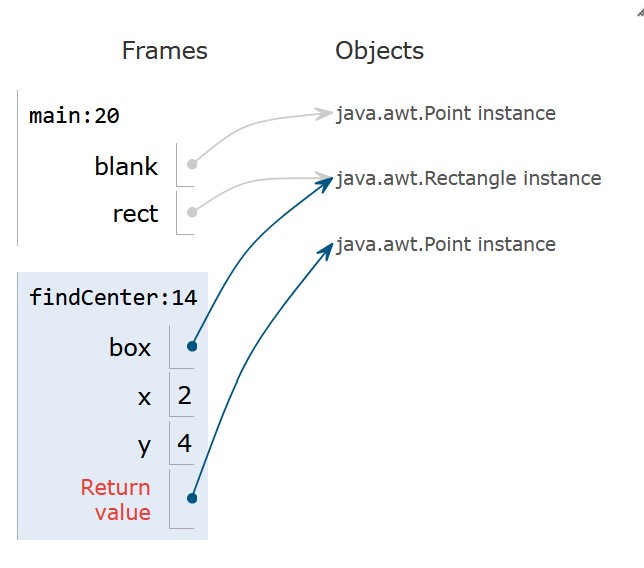 Frames Objects
main:20
java.awt.Point instance
blank
java.awt.Rectangle instance
rect
java.awt.Point instance
findCenter:14
box
x 2
y 4
Return
value